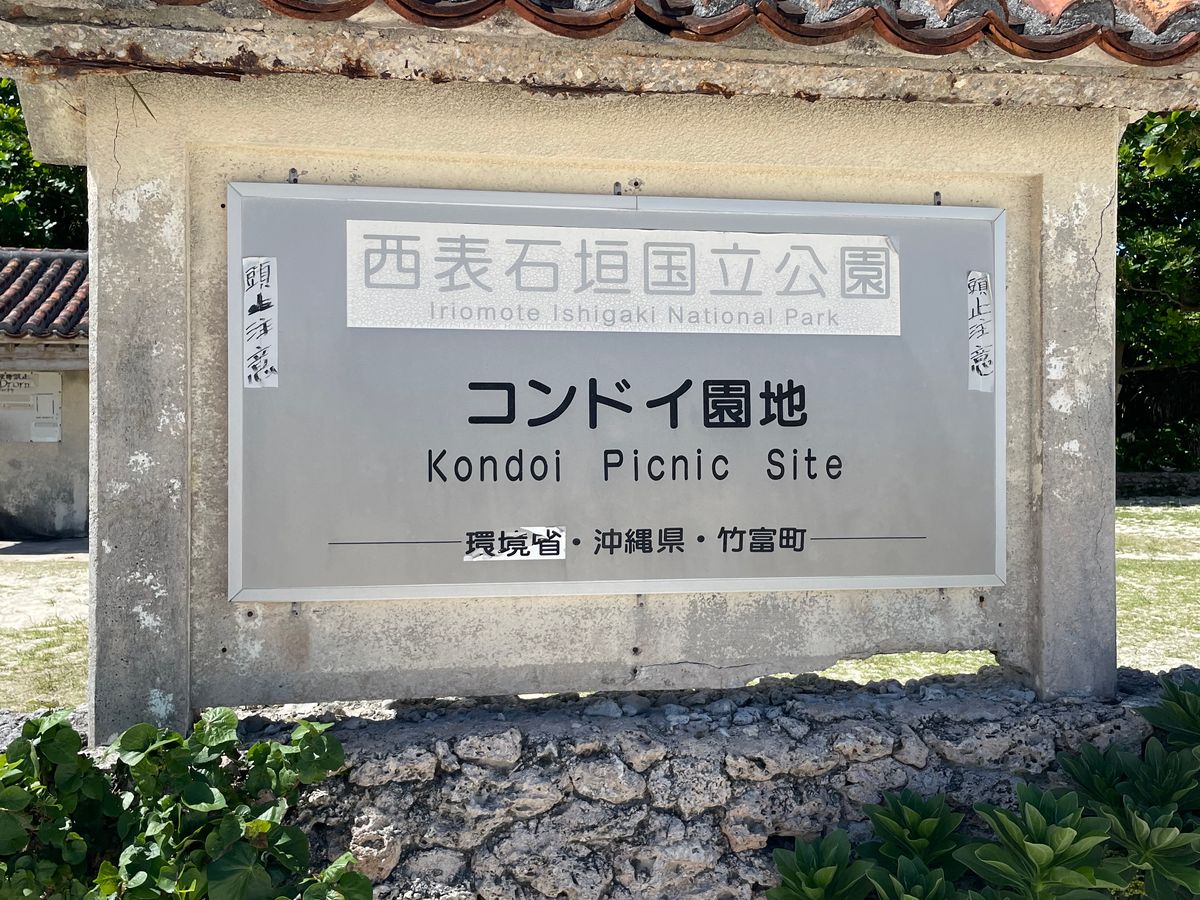 西表石垣国立公園
Iriomote Ishigaki National Park
頭上注意
頭止注意
コンドイ園地
Kondoi Picnic Site
環境省・沖縄県・竹富町